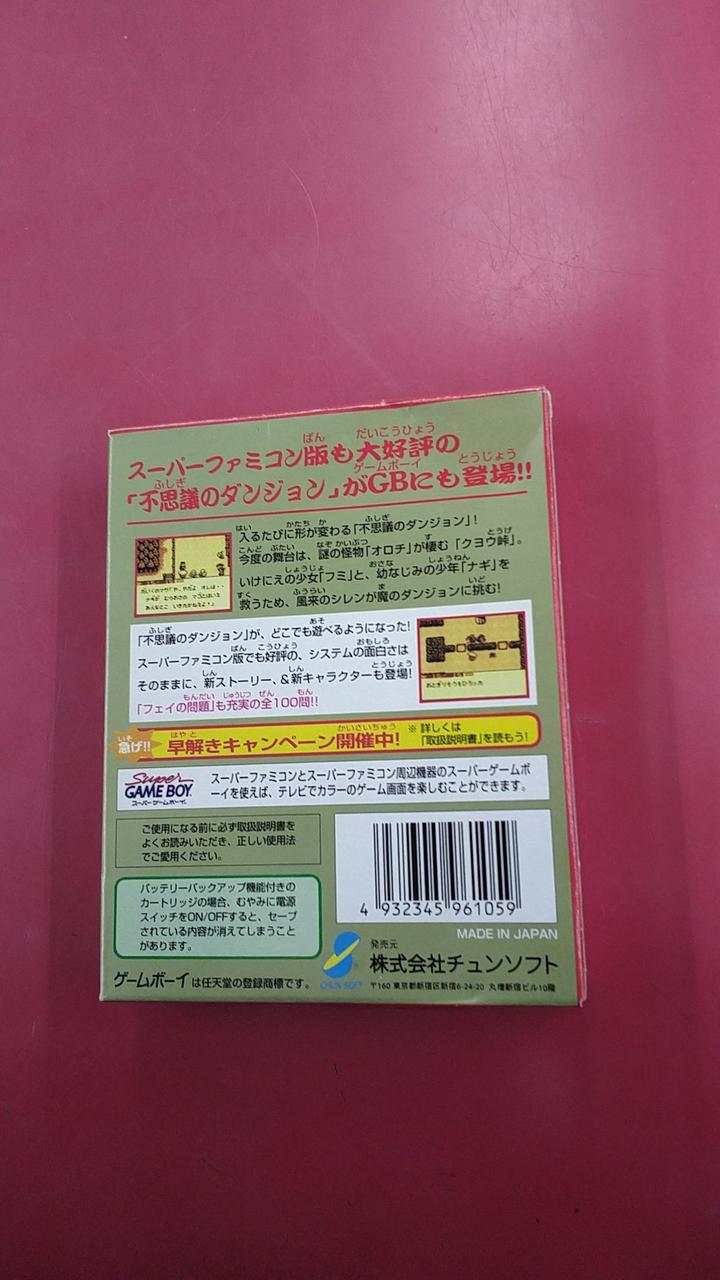 スーパーファミコン版も大好評の
「不思議のダンジョン」がGBにも登場!!
入るたびに形が変わる「不思議のダンジョン」!
今度の舞台は、謎の怪物「オロチ」が棲む「クヨウ峠」。
いけにえの少女「フミ」と、幼なじみの少年「ナギ」を
救うため、風来のシレンが魔のダンジョンに挑む!
「不思議のダンジョン」が、どこでも遊べるようになった!
スーパーファミコン版でも好評の、システムの面白さは
そのままに、新ストーリー、&新キャラクターも登場!
「フェイの問題」も充実の全100問!!
急げ!! 早解きキャンペーン開催中!
※ 詳しくは
「取扱説明書」を読もう!
Super
GAME BOY
スーパーゲームボーイ
スーパーファミコンとスーパーファミコン周辺機器のスーパーゲームボ
ーイを使えば、テレビでカラーのゲーム画面を楽しむことができます。
ご使用になる前に必ず取扱説明書を
よくお読みいただき、正しい使用法
でご愛用ください。
バッテリーバックアップ機能付きの
カートリッジの場合、むやみに電源
スイッチをON/OFFすると、セーブ
されている内容が消えてしまうこと
があります。
4 932345 961059
MADE IN JAPAN
発売元
株式会社チュンソフト
CHUN SOFT
〒160 東京都新宿区新宿6-24-20 丸増新宿ビル10階
ゲームボーイは任天堂の登録商標です。